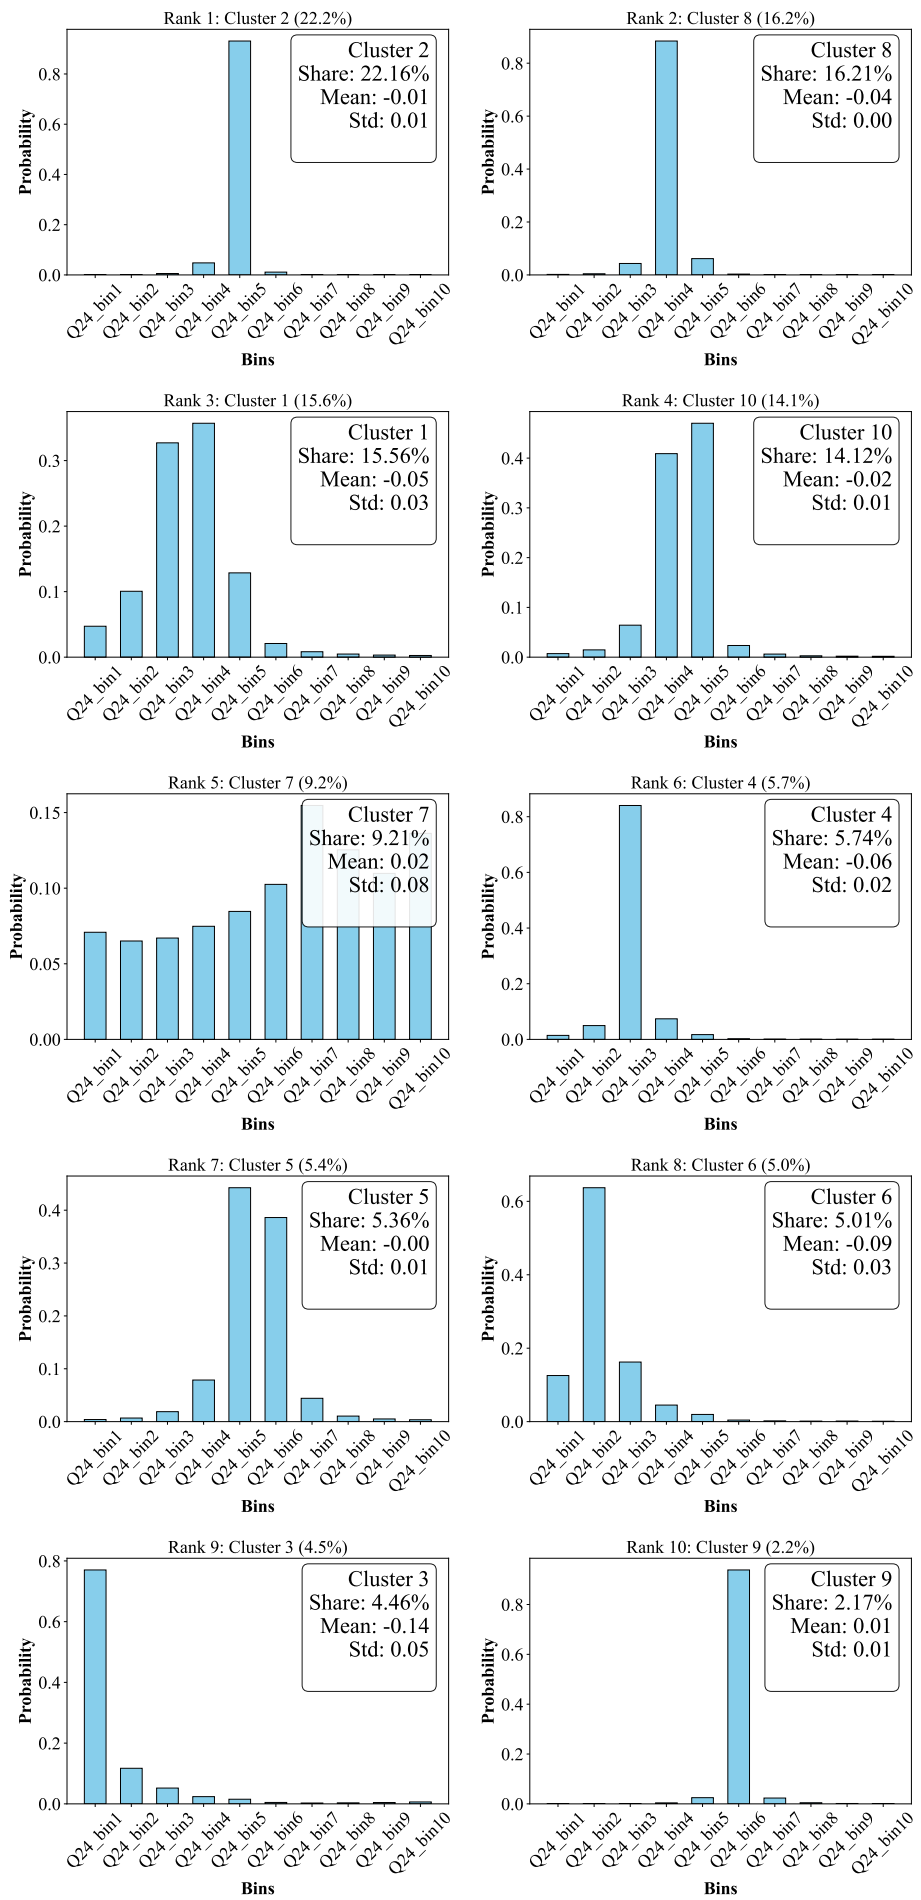 Rank 1: Cluster 2 (22.2%)
Cluster 2
Share: 22.16%
Mean: -0.01
Std: 0.01
Probability
0.8
0.6
0.4
0.2
0.0
Q24_bin1
Q24_bin2
Q24_bin3
Q24_bin4
Q24_bin5
Q24_bin6
Q24_bin7
Q24_bin8
Q24_bin9
Q24_bin10
Bins
Rank 2: Cluster 8 (16.2%)
Cluster 8
Share: 16.21%
Mean: -0.04
Std: 0.00
Probability
0.8
0.6
0.4
0.2
0.0
Q24_bin1
Q24_bin2
Q24_bin3
Q24_bin4
Q24_bin5
Q24_bin6
Q24_bin7
Q24_bin8
Q24_bin9
Q24_bin10
Bins
Rank 3: Cluster 1 (15.6%)
Cluster 1
Share: 15.56%
Mean: -0.05
Std: 0.03
Probability
0.3
0.2
0.1
0.0
Q24_bin1
Q24_bin2
Q24_bin3
Q24_bin4
Q24_bin5
Q24_bin6
Q24_bin7
Q24_bin8
Q24_bin9
Q24_bin10
Bins
Rank 4: Cluster 10 (14.1%)
Cluster 10
Share: 14.12%
Mean: -0.02
Std: 0.01
Probability
0.4
0.3
0.2
0.1
0.0
Q24_bin1
Q24_bin2
Q24_bin3
Q24_bin4
Q24_bin5
Q24_bin6
Q24_bin7
Q24_bin8
Q24_bin9
Q24_bin10
Bins
Rank 5: Cluster 7 (9.2%)
Cluster 7
Share: 9.21%
Mean: 0.02
Std: 0.08
Probability
0.15
0.10
0.05
0.00
Q24_bin1
Q24_bin2
Q24_bin3
Q24_bin4
Q24_bin5
Q24_bin6
Q24_bin7
Q24_bin8
Q24_bin9
Q24_bin10
Bins
Rank 6: Cluster 4 (5.7%)
Cluster 4
Share: 5.74%
Mean: -0.06
Std: 0.02
Probability
0.8
0.6
0.4
0.2
0.0
Q24_bin1
Q24_bin2
Q24_bin3
Q24_bin4
Q24_bin5
Q24_bin6
Q24_bin7
Q24_bin8
Q24_bin9
Q24_bin10
Bins
Rank 7: Cluster 5 (5.4%)
Cluster 5
Share: 5.36%
Mean: -0.00
Std: 0.01
Probability
0.4
0.3
0.2
0.1
0.0
Q24_bin1
Q24_bin2
Q24_bin3
Q24_bin4
Q24_bin5
Q24_bin6
Q24_bin7
Q24_bin8
Q24_bin9
Q24_bin10
Bins
Rank 8: Cluster 6 (5.0%)
Cluster 6
Share: 5.01%
Mean: -0.09
Std: 0.03
Probability
0.6
0.4
0.2
0.0
Q24_bin1
Q24_bin2
Q24_bin3
Q24_bin4
Q24_bin5
Q24_bin6
Q24_bin7
Q24_bin8
Q24_bin9
Q24_bin10
Bins
Rank 9: Cluster 3 (4.5%)
Cluster 3
Share: 4.46%
Mean: -0.14
Std: 0.05
Probability
0.8
0.6
0.4
0.2
0.0
Q24_bin1
Q24_bin2
Q24_bin3
Q24_bin4
Q24_bin5
Q24_bin6
Q24_bin7
Q24_bin8
Q24_bin9
Q24_bin10
Bins
Rank 10: Cluster 9 (2.2%)
Cluster 9
Share: 2.17%
Mean: 0.01
Std: 0.01
Probability
0.8
0.6
0.4
0.2
0.0
Q24_bin1
Q24_bin2
Q24_bin3
Q24_bin4
Q24_bin5
Q24_bin6
Q24_bin7
Q24_bin8
Q24_bin9
Q24_bin10
Bins